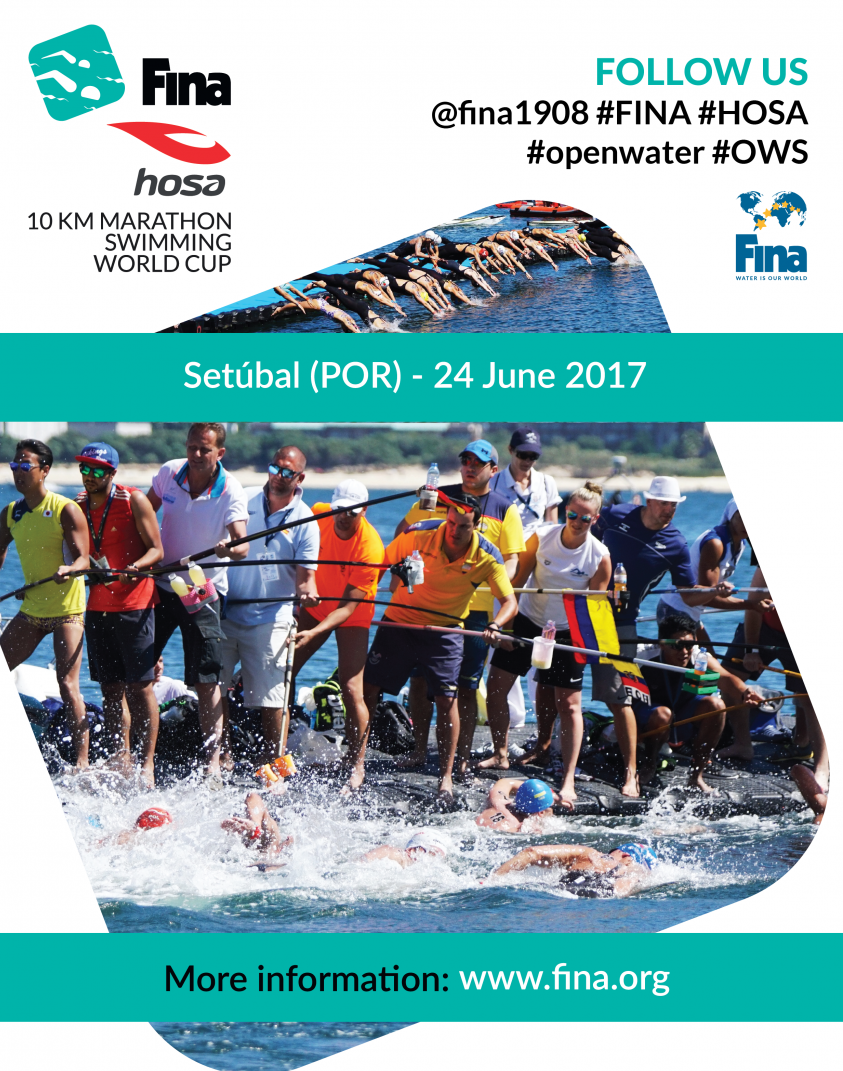 Fina
hosa
10 KM MARATHON
SWIMMING
WORLD CUP
FOLLOW US
@fina1908 #FINA #HOSA
#openwater #OWS
Fina
WATER IS OUR WORLD
Setúbal (POR) - 24 June 2017
ECU
More information: www.fina.org